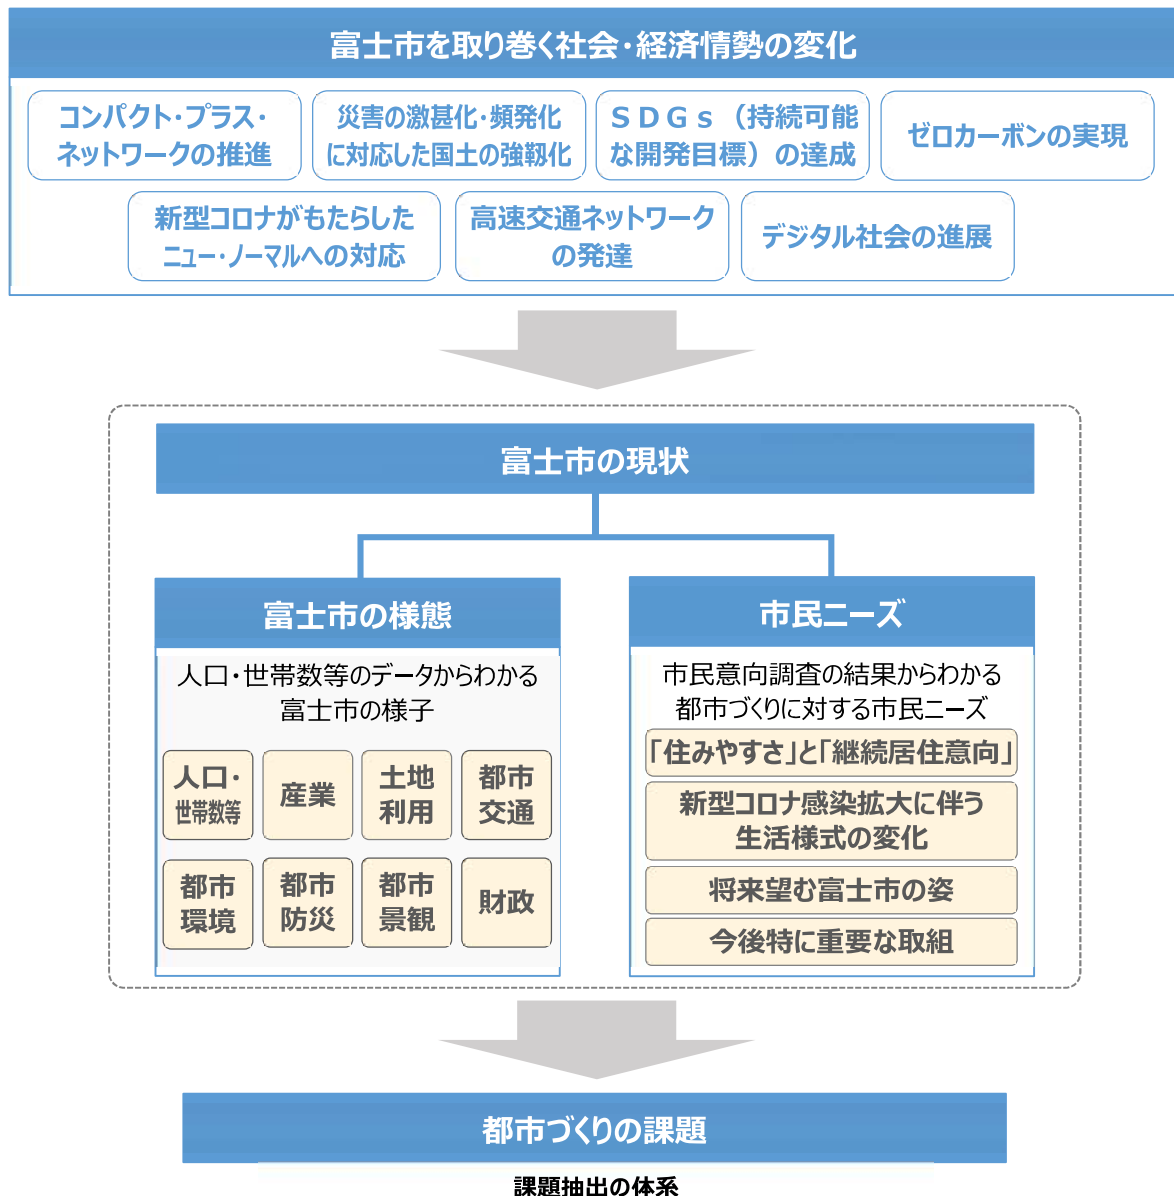 富士市を取り巻く社会・経済情勢の変化
コンパクト・プラス・
ネットワークの推進
災害の激甚化・頻発化
に対応した国土の強靱化
ＳＤＧｓ（持続可能
な開発目標）の達成
ゼロカーボンの実現
新型コロナがもたらした
ニュー・ノーマルへの対応
高速交通ネットワーク
の発達
デジタル社会の進展
富士市の現状
富士市の様態
人口・世帯数等のデータからわかる
富士市の様子
人口・
世帯数等
産業
土地
利用
都市
交通
都市
環境
都市
防災
都市
景観
財政
市民ニーズ
市民意向調査の結果からわかる
都市づくりに対する市民ニーズ
「住みやすさ」と「継続居住意向」
新型コロナ感染拡大に伴う
生活様式の変化
将来望む富士市の姿
今後特に重要な取組
都市づくりの課題
課題抽出の体系